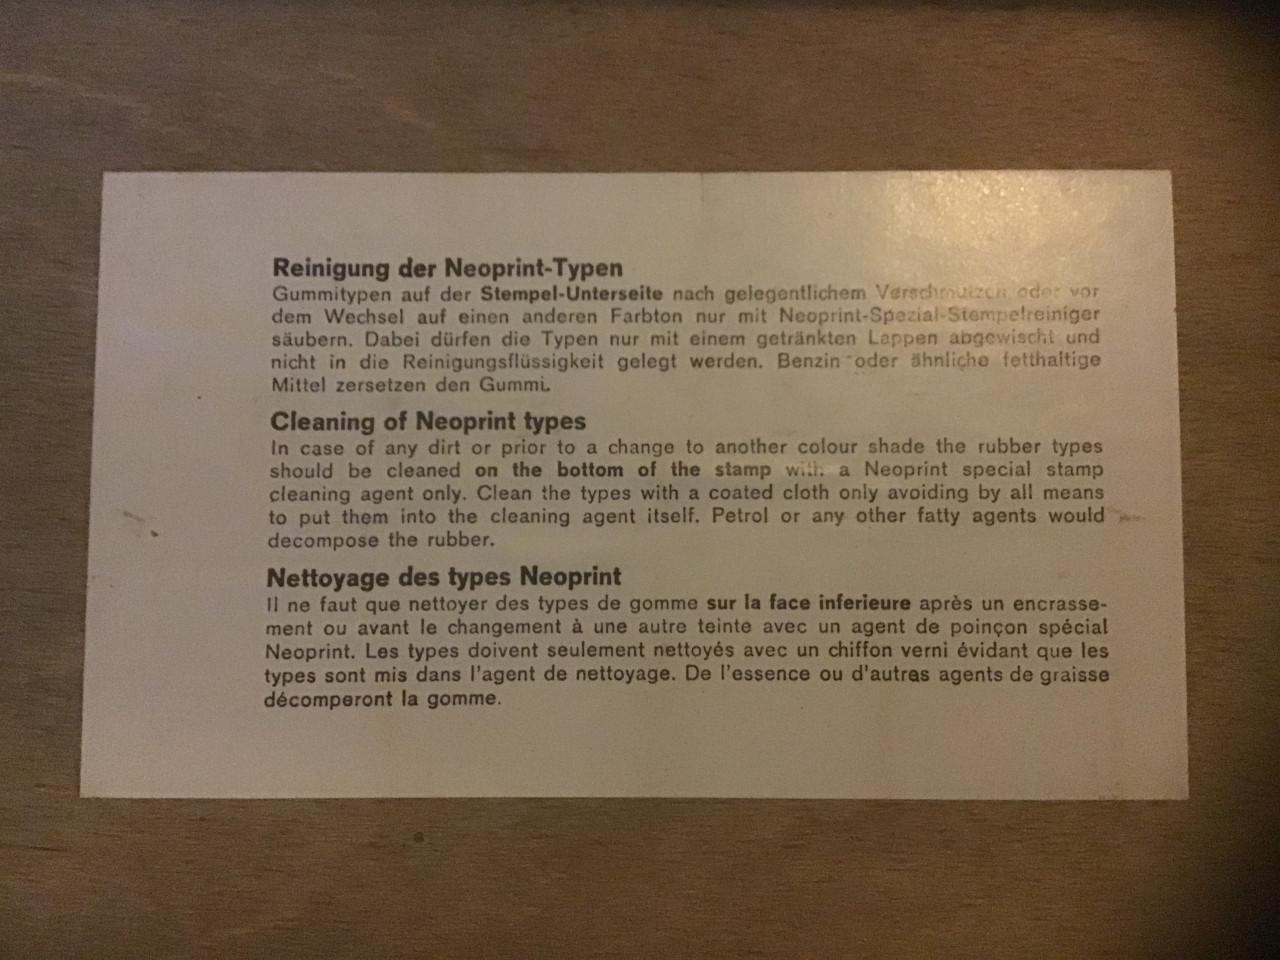 Reinigung der Neoprint-Typen
Gummitypen auf der Stempel-Unterseite nach gelegentlichem Verschmutzen oder vor
dem Wechsel auf einen anderen Farbton nur mit Neoprint-Spezial-Stempelreiniger
säubern. Dabei dürfen die Typen nur mit einem getränkten Lappen abgewischt und
nicht in die Reinigungsflüssigkeit gelegt werden. Benzin oder ähnliche fetthaltige
Mittel zersetzen den Gummi.
Cleaning of Neoprint types
In case of any dirt or prior to a change to another colour shade the rubber types
should be cleaned on the bottom of the stamp with a Neoprint special stamp
cleaning agent only. Clean the types with a coated cloth only avoiding by all means
to put them into the cleaning agent itself. Petrol or any other fatty agents would
decompose the rubber.
Nettoyage des types Neoprint
Il ne faut que nettoyer des types de gomme sur la face inferieure après un encrasse-
ment ou avant le changement à une autre teinte avec un agent de poinçon spécial
Neoprint. Les types doivent seulement nettoyés avec un chiffon verni évidant que les
types sont mis dans l'agent de nettoyage. De l'essence ou d'autres agents de graisse
décomperont la gomme.